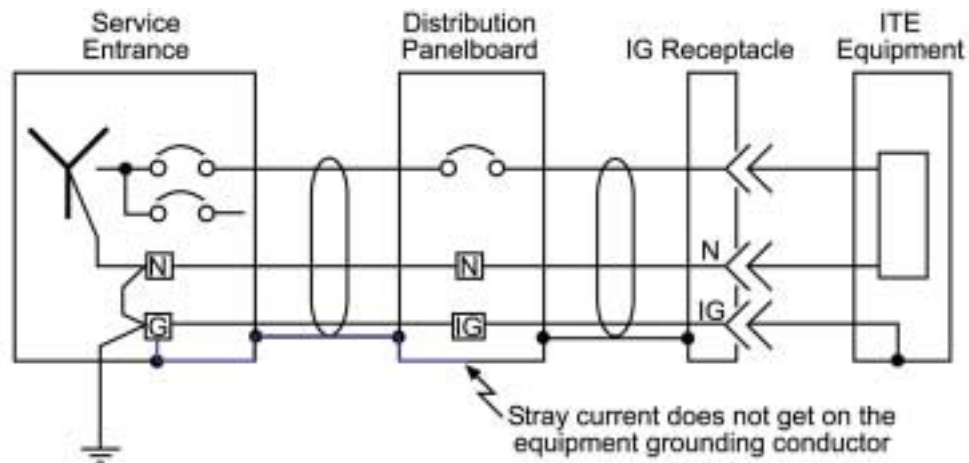 Service
Entrance
Distribution
Panelboard
IG Receptacle
ITE
Equipment
N
N
N
G
IG
IG
Stray current does not get on the
equipment grounding conductor